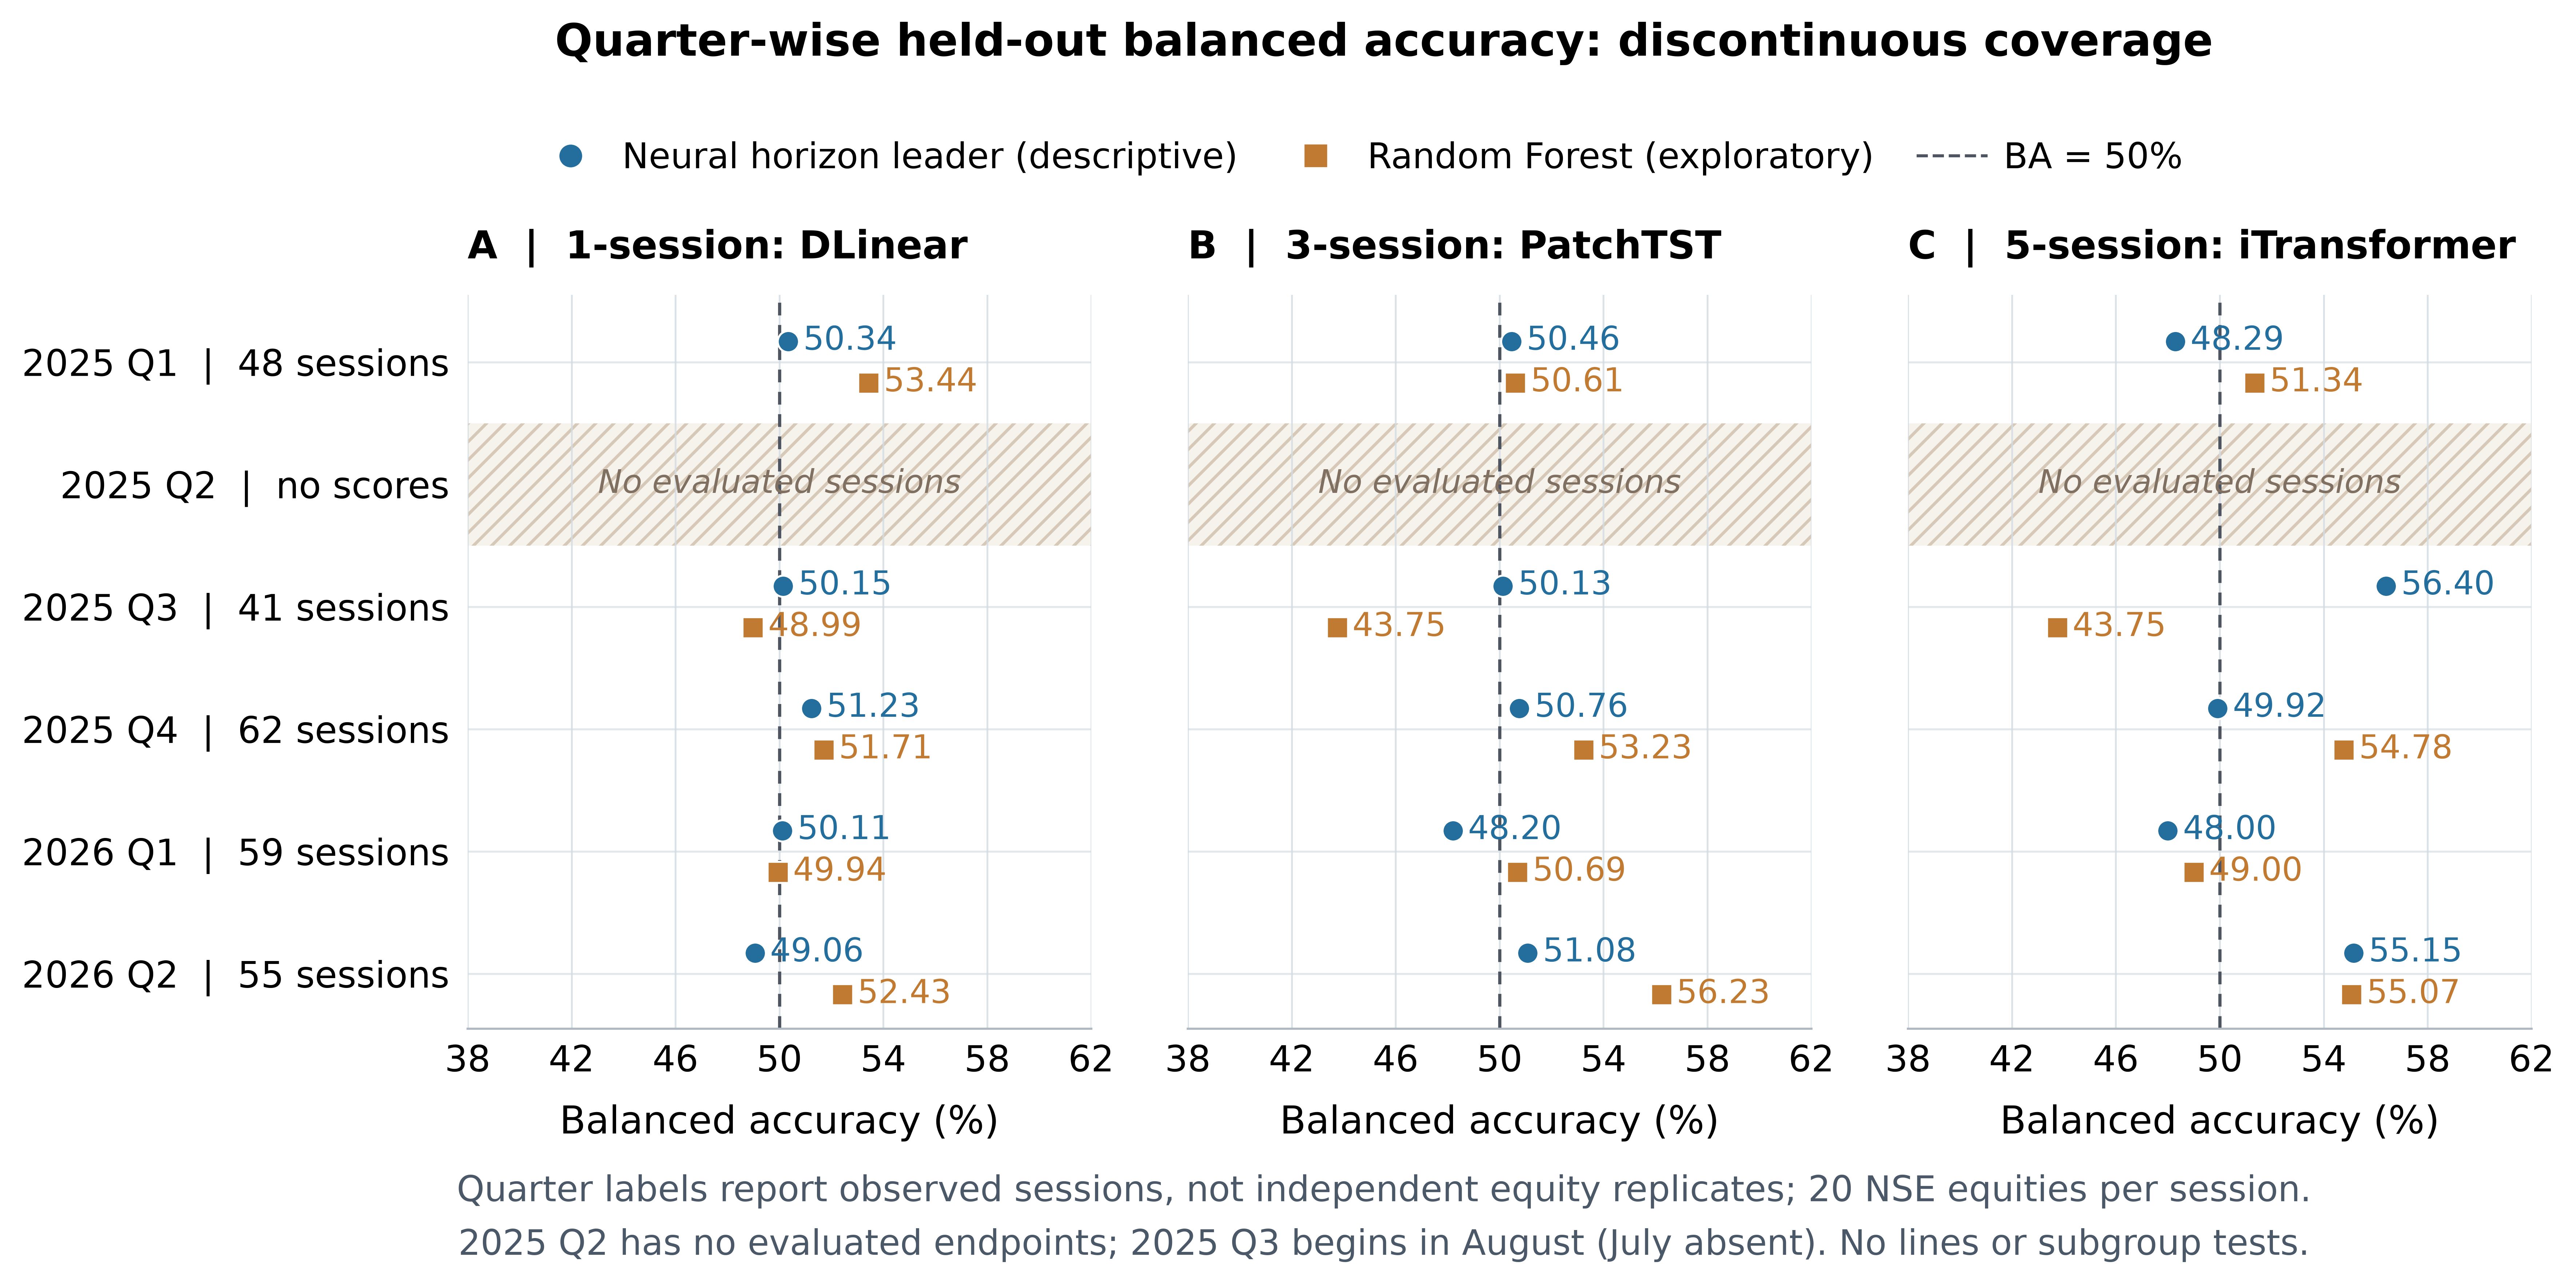 Quarter-wise held-out balanced accuracy: discontinuous coverage
Neural horizon leader (descriptive) Random Forest (exploratory) BA = 50%
A | 1-session: DLinear B | 3-session: PatchTST C | 5-session: iTransformer
2025 Q1 | 48 sessions
50.34 50.46 48.29
53.44 50.61 51.34
2025 Q2 | no scores
No evaluated sessions No evaluated sessions No evaluated sessions
2025 Q3 | 41 sessions
50.15 50.13 56.40
48.99 43.75 43.75
2025 Q4 | 62 sessions
51.23 50.76 49.92
51.71 53.23 54.78
2026 Q1 | 59 sessions
50.11 48.20 48.00
49.94 50.69 49.00
2026 Q2 | 55 sessions
49.06 51.08 55.15
52.43 56.23 55.07
38 42 46 50 54 58 62 38 42 46 50 54 58 62 38 42 46 50 54 58 62
Balanced accuracy (%) Balanced accuracy (%) Balanced accuracy (%)
Quarter labels report observed sessions, not independent equity replicates; 20 NSE equities per session.
2025 Q2 has no evaluated endpoints; 2025 Q3 begins in August (July absent). No lines or subgroup tests.